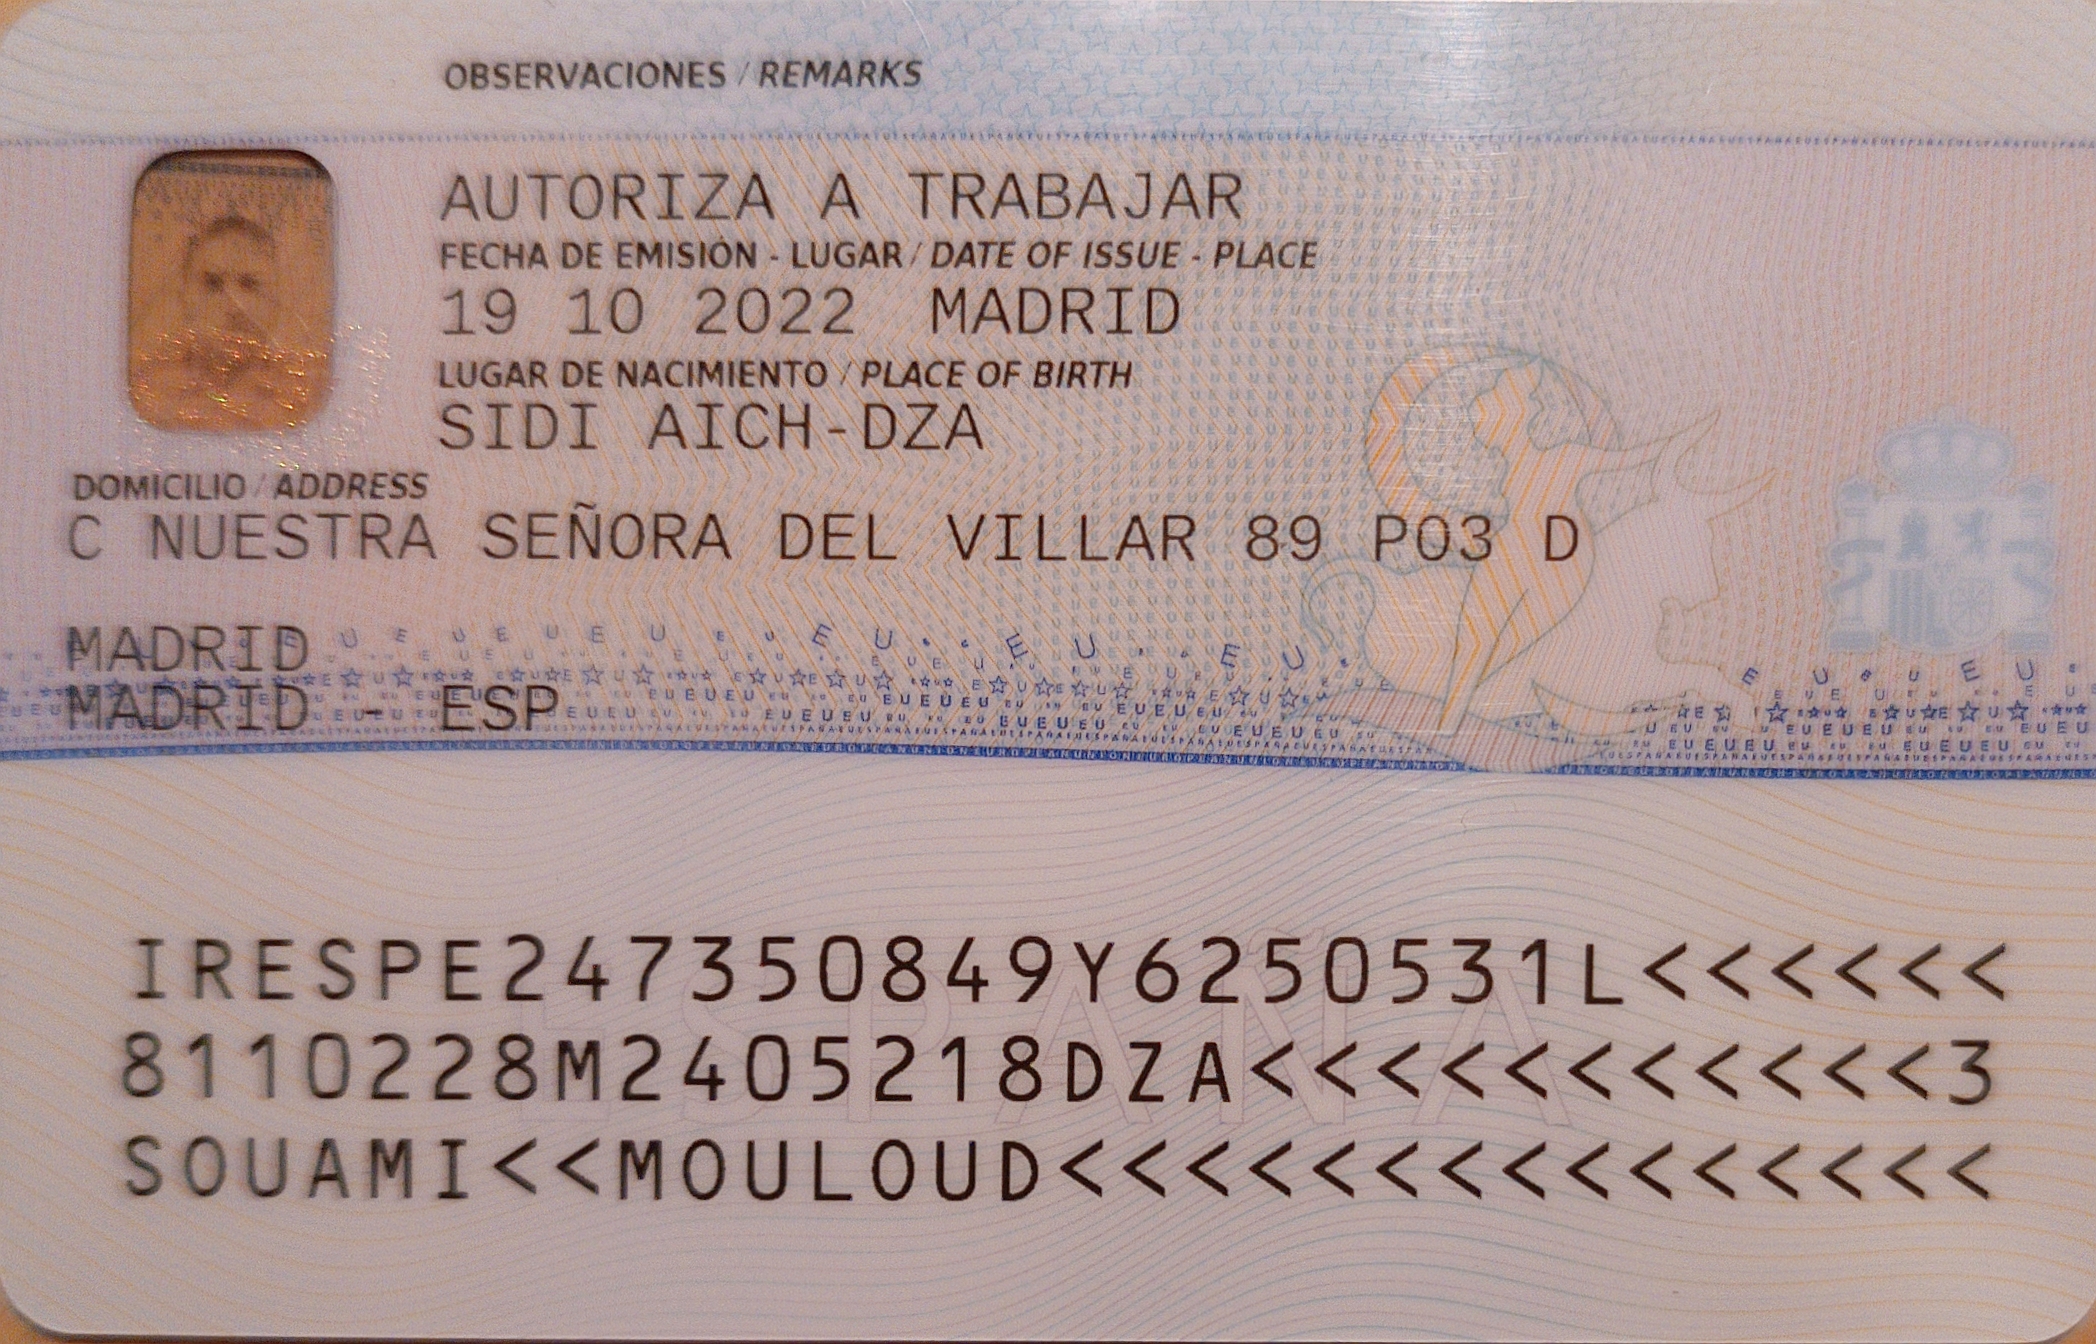 OBSERVACIONES / REMARKS
AUTORIZA A TRABAJAR
FECHA DE EMISIÓN - LUGAR / DATE OF ISSUE - PLACE
19 10 2022 MADRID
LUGAR DE NACIMIENTO / PLACE OF BIRTH
SIDI AICH-DZA
DOMICILIO / ADDRESS
C NUESTRA SEÑORA DEL VILLAR 89 P03 D
MADRID
MADRID - ESP
ESPAÑA
IRESPE247350849Y6250531L<<<<<<
8110228M2405218DZA<<<<<<<<<<<3
SOUAMI<<MOULOUD<<<<<<<<<<<<<<<